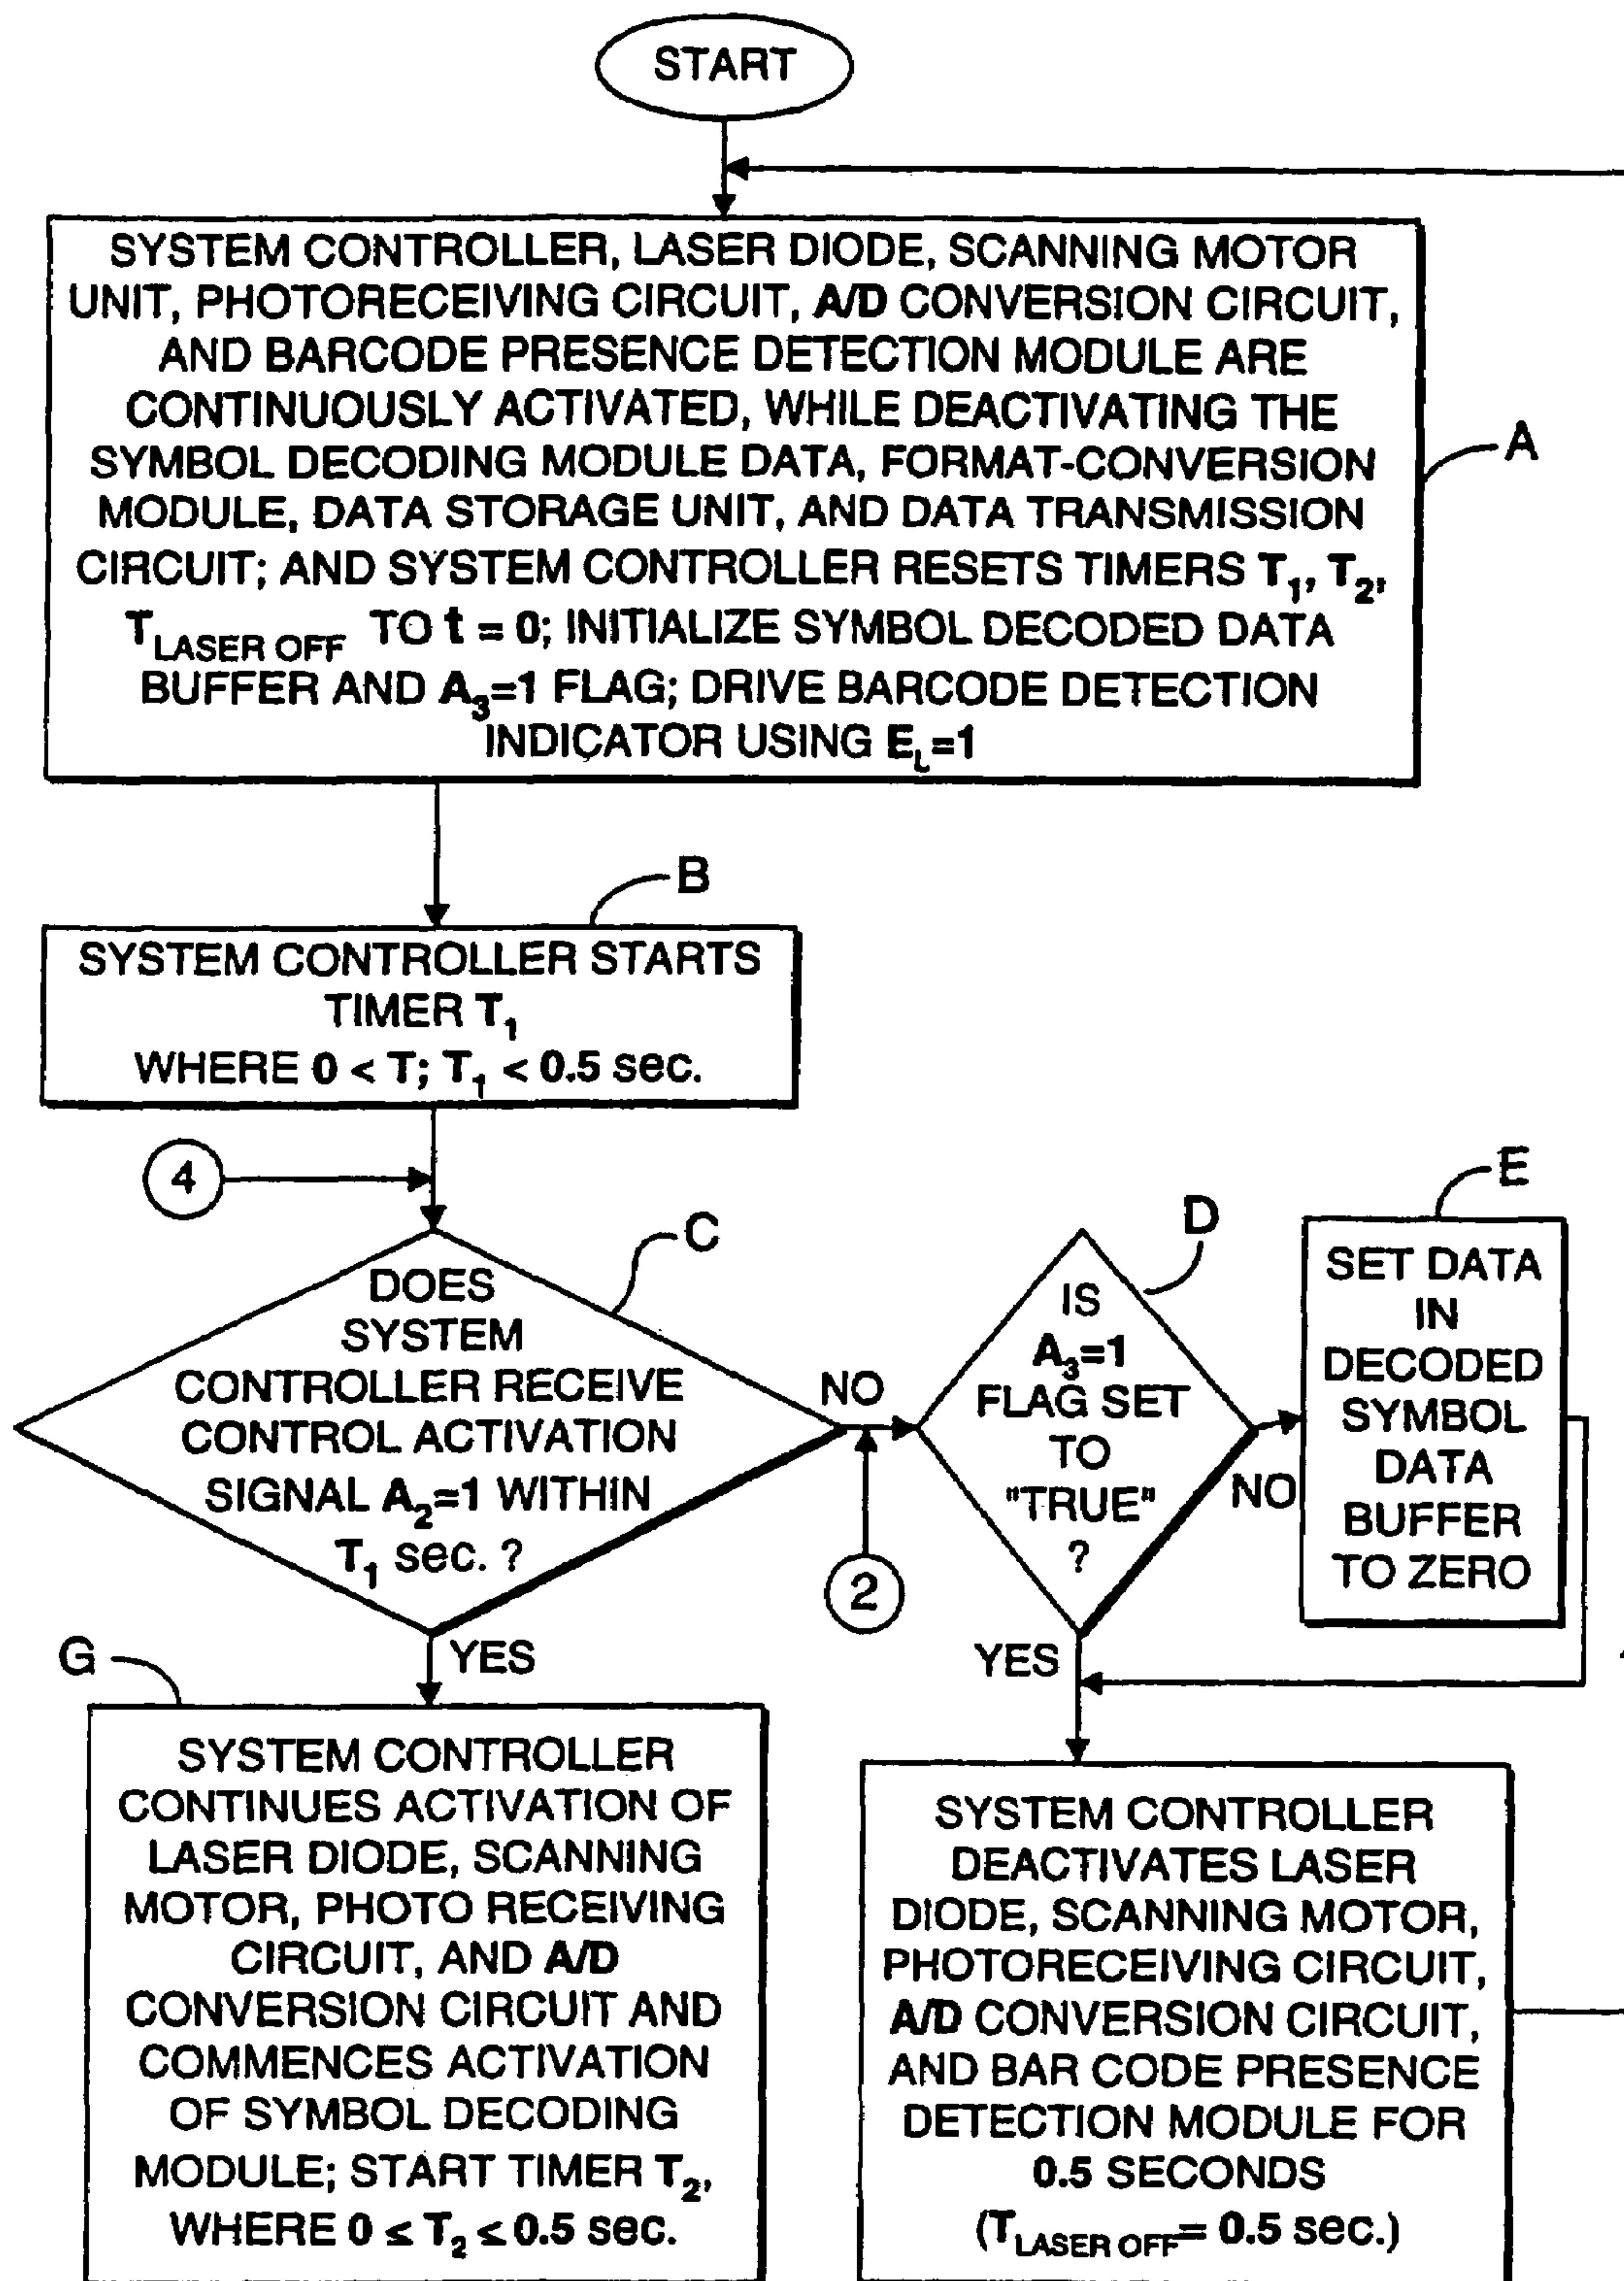 START
SYSTEM CONTROLLER, LASER DIODE, SCANNING MOTOR
UNIT, PHOTORECEIVING CIRCUIT, A/D CONVERSION CIRCUIT,
AND BARCODE PRESENCE DETECTION MODULE ARE
CONTINUOUSLY ACTIVATED, WHILE DEACTIVATING THE
SYMBOL DECODING MODULE DATA, FORMAT-CONVERSION
MODULE, DATA STORAGE UNIT, AND DATA TRANSMISSION
CIRCUIT; AND SYSTEM CONTROLLER RESETS TIMERS T1, T2,
TLASER OFF TO t = 0; INITIALIZE SYMBOL DECODED DATA
BUFFER AND A3=1 FLAG; DRIVE BARCODE DETECTION
INDICATOR USING EL=1
A
B
SYSTEM CONTROLLER STARTS
TIMER T1
WHERE 0 < T; T1 < 0.5 sec.
4
C
DOES
SYSTEM
CONTROLLER RECEIVE
CONTROL ACTIVATION
SIGNAL A2=1 WITHIN
T1 sec. ?
NO
2
D
IS
A3=1
FLAG SET
TO
"TRUE"
?
NO
E
SET DATA
IN
DECODED
SYMBOL
DATA
BUFFER
TO ZERO
YES
YES
G
SYSTEM CONTROLLER
CONTINUES ACTIVATION OF
LASER DIODE, SCANNING
MOTOR, PHOTO RECEIVING
CIRCUIT, AND A/D
CONVERSION CIRCUIT AND
COMMENCES ACTIVATION
OF SYMBOL DECODING
MODULE; START TIMER T2,
WHERE 0 ≤ T2 ≤ 0.5 sec.
SYSTEM CONTROLLER
DEACTIVATES LASER
DIODE, SCANNING MOTOR,
PHOTORECEIVING CIRCUIT,
A/D CONVERSION CIRCUIT,
AND BAR CODE PRESENCE
DETECTION MODULE FOR
0.5 SECONDS
(TLASER OFF= 0.5 sec.)